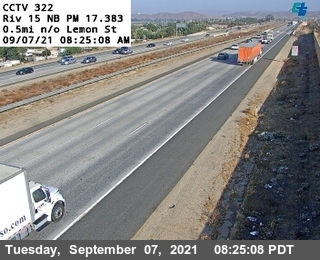 CCTV 322
Riv 15 NB PM 17.383
0.5mi n/o Lemon St
09/07/21 08:25:08 AM
Tuesday, September 07, 2021 08:25:08 PDT